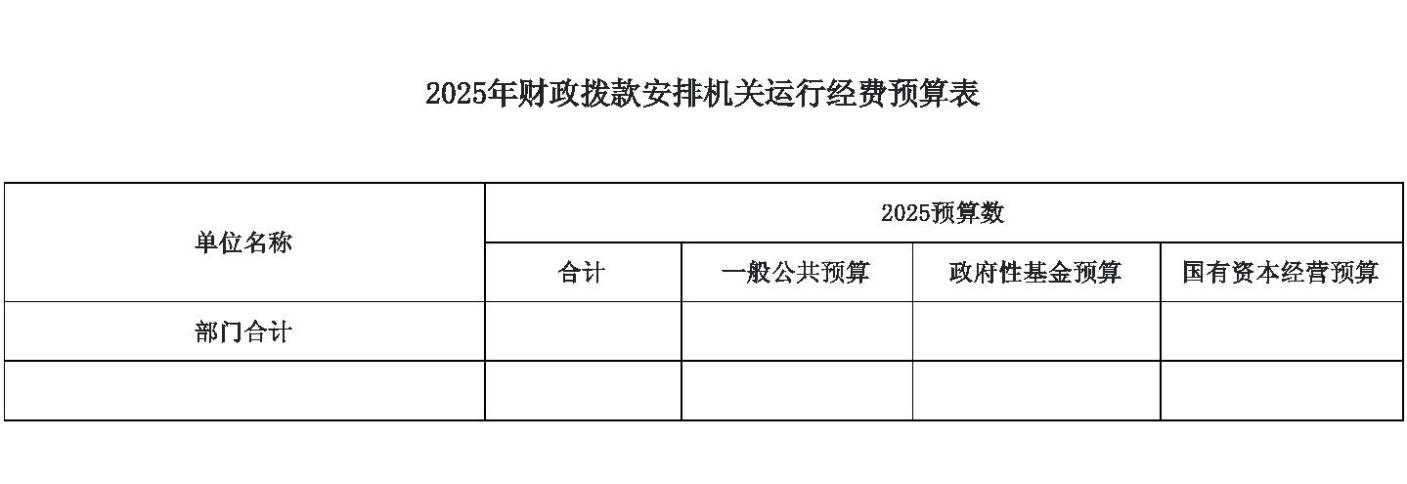 2025年财政拨款安排机关运行经费预算表
单位名称
2025预算数
合计
一般公共预算
政府性基金预算
国有资本经营预算
部门合计